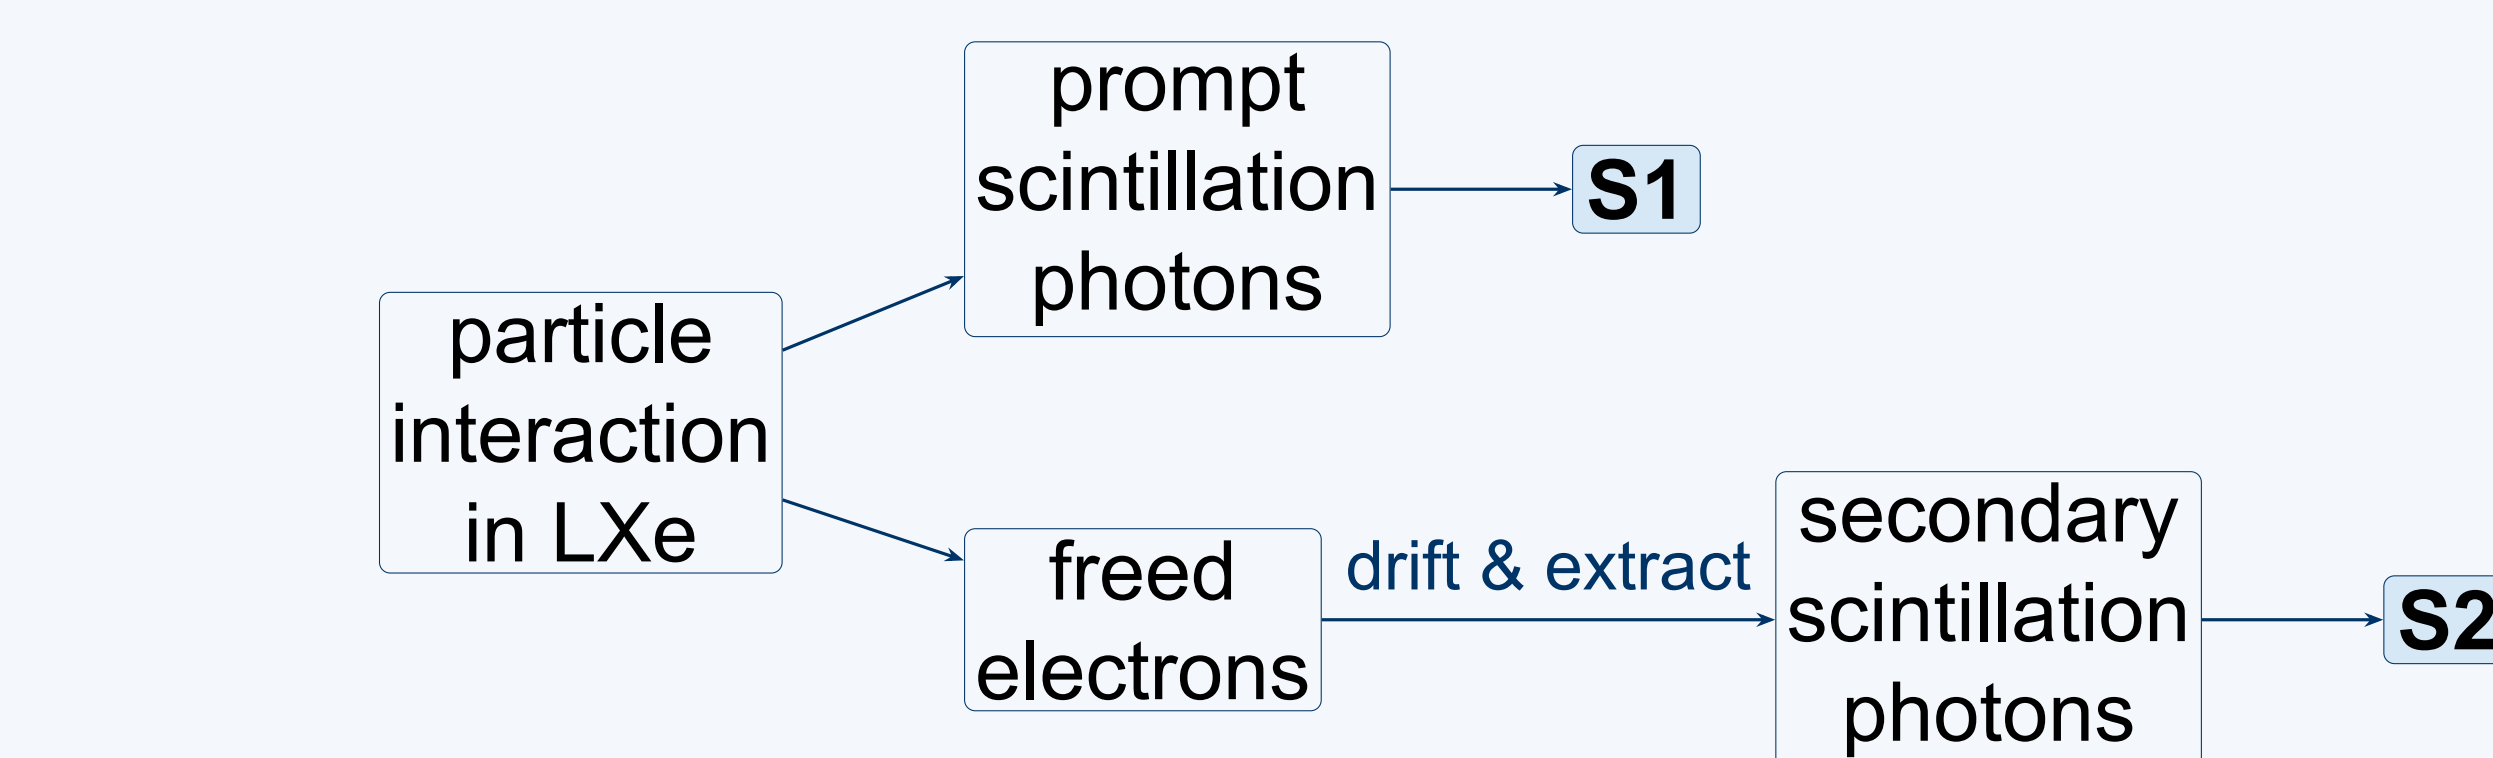 prompt
scintillation
photons
S1
particle
interaction
in LXe
freed
electrons
drift & extract
secondary
scintillation
photons
S2